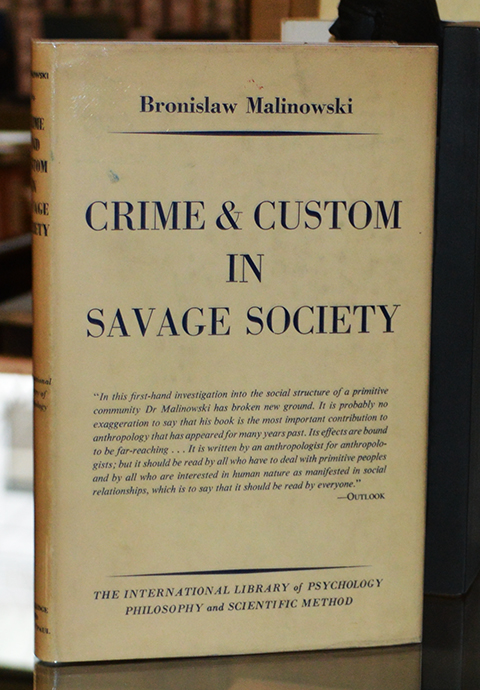 Bronislaw Malinowski
CRIME & CUSTOM
IN
SAVAGE SOCIETY
“In this first-hand investigation into the social structure of a primitive
community Dr Malinowski has broken new ground. It is probably no
exaggeration to say that his book is the most important contribution to
anthropology that has appeared for many years past. Its effects are bound
to be far-reaching . . . It is written by an anthropologist for anthropolo-
gists; but it should be read by all who have to deal with primitive peoples
and by all who are interested in human nature as manifested in social
relationships, which is to say that it should be read by everyone.”
—OUTLOOK
THE INTERNATIONAL LIBRARY of PSYCHOLOGY
PHILOSOPHY and SCIENTIFIC METHOD